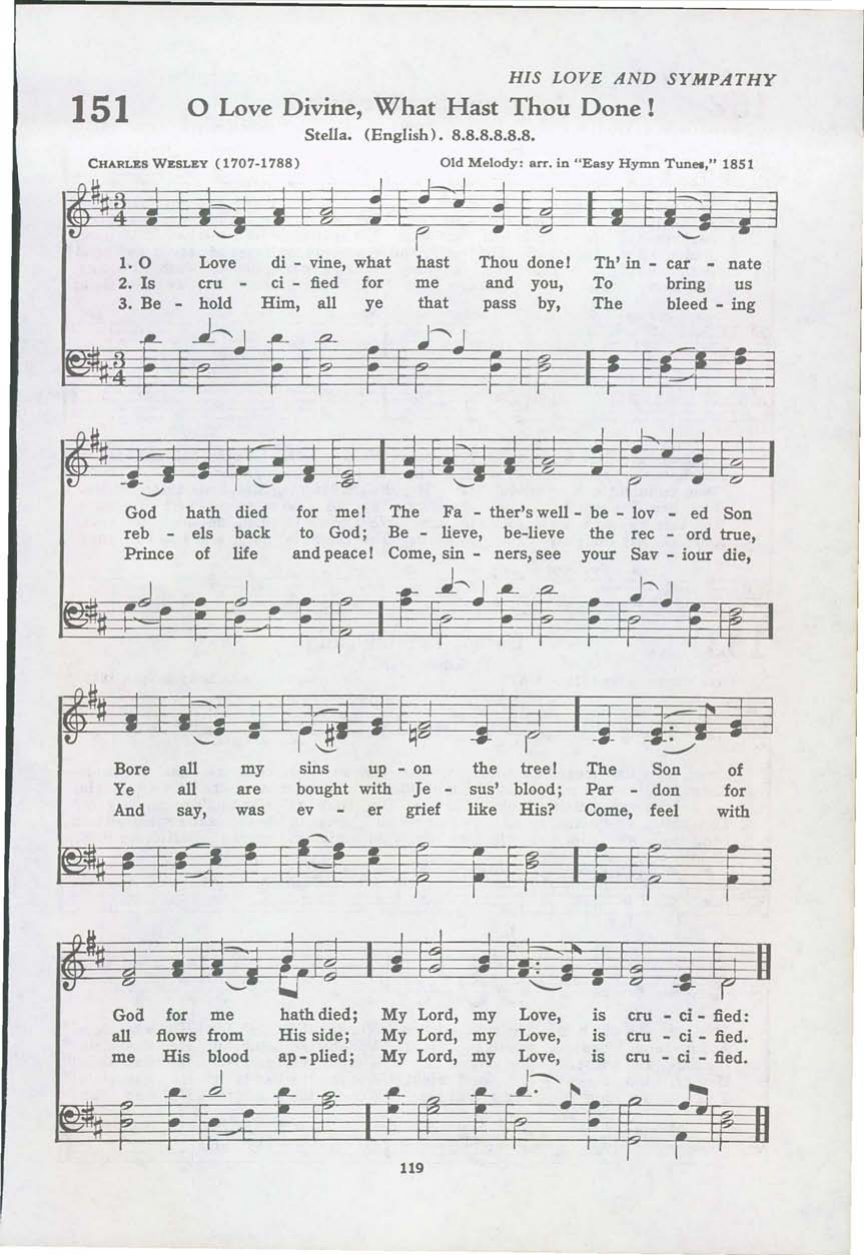 HIS LOVE AND SYMPATHY
151 O Love Divine, What Hast Thou Done!
Stella. (English). 8.8.8.8.8.8.
CHARLES WESLEY (1707-1788) Old Melody: arr. in "Easy Hymn Tunes," 1851
3 4
1. O Love di - vine, what hast Thou done! Th' in - car - nate
2. Is cru - ci - fied for me and you, To bring us
3. Be - hold Him, all ye that pass by, The bleed - ing
3 4
God hath died for me! The Fa - ther's well - be - lov - ed Son
reb - els back to God; Be - lieve, be-lieve the rec - ord true,
Prince of life and peace! Come, sin - ners, see your Sav - iour die,
Bore all my sins up - on the tree! The Son of
Ye all are bought with Je - sus' blood; Par - don for
And say, was ev - er grief like His? Come, feel with
God for me hath died; My Lord, my Love, is cru - ci - fied:
all flows from His side; My Lord, my Love, is cru - ci - fied.
me His blood ap - plied; My Lord, my Love, is cru - ci - fied.
119